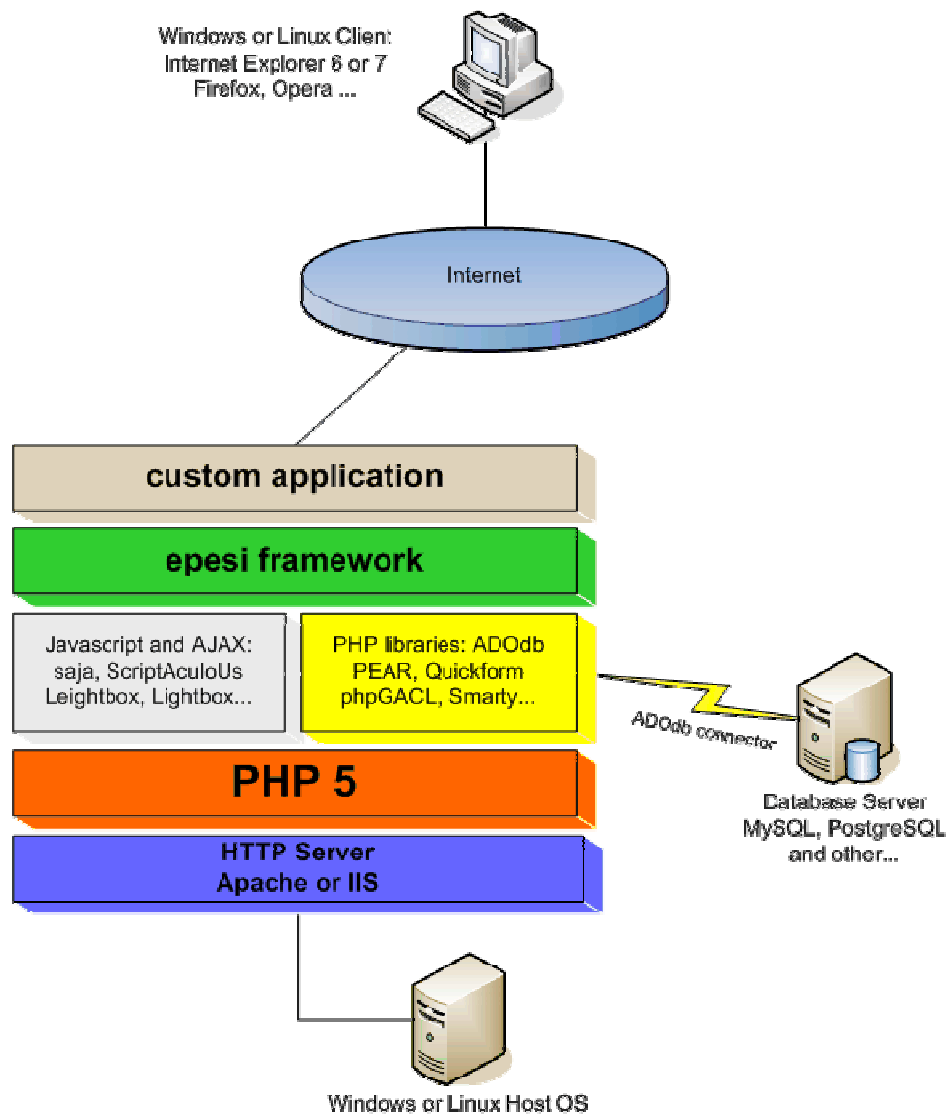 Windows or Linux Client
Internet Explorer 6 or 7
Firefox, Opera ...
Internet
custom application
epesi framework
Javascript and AJAX:
saja, ScriptAculoUs
Leightbox, Lightbox...
PHP libraries: ADOdb
PEAR, Quickform
phpGACL, Smarty...
ADOdb connector
PHP 5
Database Server
MySQL, PostgreSQL
and other...
HTTP Server
Apache or IIS
Windows or Linux Host OS